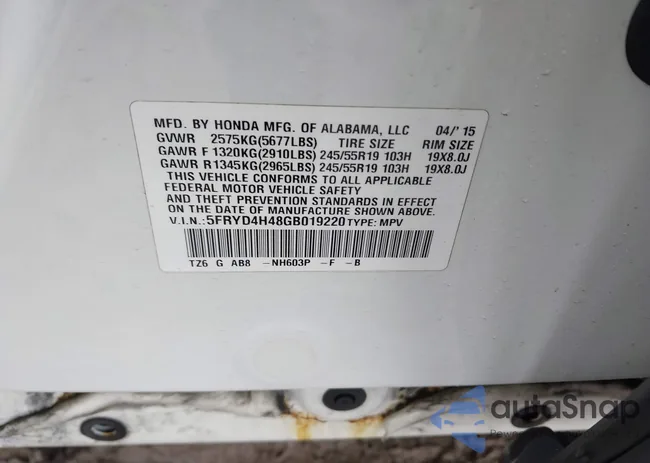 MFD. BY HONDA MFG. OF ALABAMA, LLC 04/'15
GVWR 2575KG(5677LBS) TIRE SIZE RIM SIZE
GAWR F 1320KG(2910LBS) 245/55R19 103H 19X8.0J
GAWR R1345KG(2965LBS) 245/55R19 103H 19X8.0J
THIS VEHICLE CONFORMS TO ALL APPLICABLE
FEDERAL MOTOR VEHICLE SAFETY
AND THEFT PREVENTION STANDARDS IN EFFECT
ON THE DATE OF MANUFACTURE SHOWN ABOVE.
V.I.N.:5FRYD4H48GB019220 TYPE: MPV
TZ6 G AB8 -NH603P -F -B
autoSnap